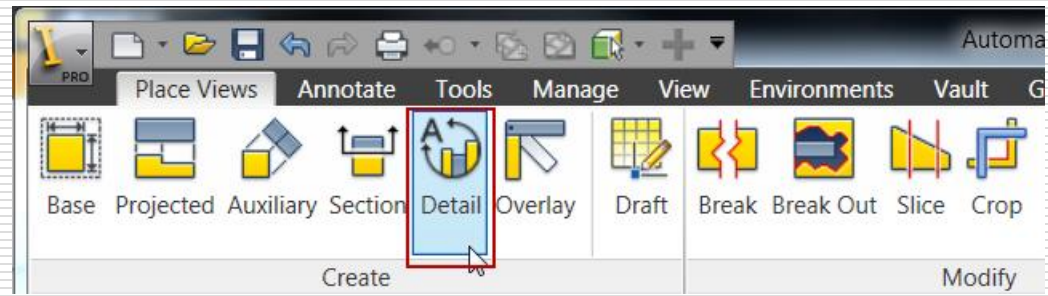 Automa
PRO
Place Views Annotate Tools Manage View Environments Vault G
A
Base Projected Auxiliary Section Detail Overlay Draft Break Break Out Slice Crop
Create Modify